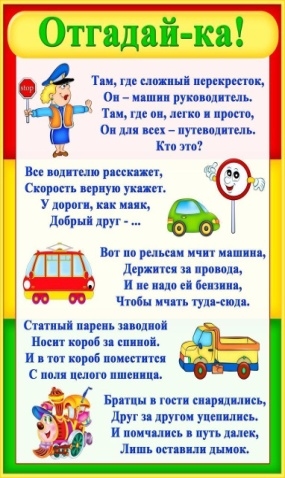 Отгадай-ка!
stop
Там, где сложный перекресток,
Он – машин руководитель.
Там, где он, легко и просто,
Он для всех – путеводитель.
Кто это?
Все водителю расскажет,
Скорость верную укажет.
У дороги, как маяк,
Добрый друг - ...
Вот по рельсам мчит машина,
Держится за провода,
И не надо ей бензина,
Чтобы мчать туда-сюда.
Статный парень заводной
Носит короб за спиной.
И в тот короб поместится
С поля целого пшеница.
Братцы в гости снарядились,
Друг за другом уцепились.
И помчались в путь далек,
Лишь оставили дымок.